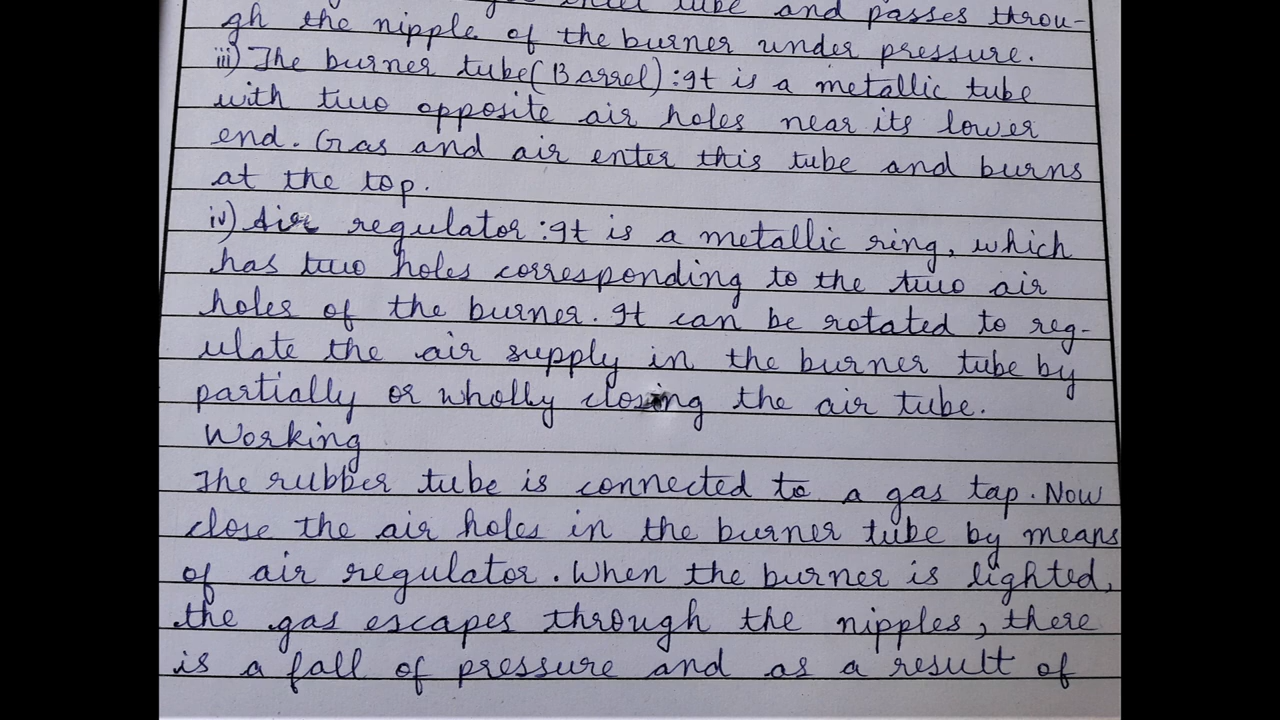 tube and passes throu-
gh the nipple of the burner under pressure.
iii) The burner tube(Barrel):It is a metallic tube
with two opposite air holes near its lower
end. Gas and air enter this tube and burns
at the top.
iv) Air regulator:It is a metallic ring, which
has two holes corresponding to the two air
holes of the burner. It can be rotated to reg-
ulate the air supply in the burner tube by
partially or wholly closing the air tube.
Working
The rubber tube is connected to a gas tap. Now
close the air holes in the burner tube by means
of air regulator. When the burner is lighted,
the gas escapes through the nipples, there
is a fall of pressure and as a result of